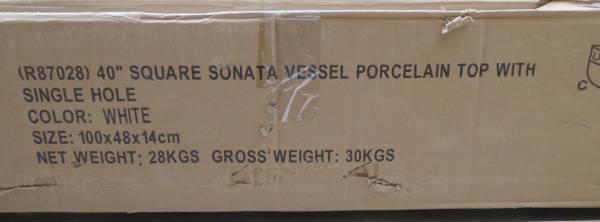 (R87028) 40" SQUARE SONATA VESSEL PORCELAIN TOP WITH
SINGLE HOLE
COLOR: WHITE
SIZE: 100x48x14cm
NET WEIGHT: 28KGS GROSS WEIGHT: 30KGS
C